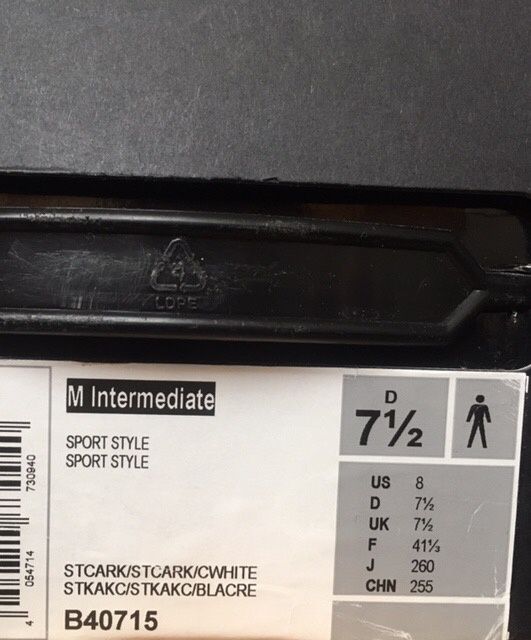 LDPE
M Intermediate
SPORT STYLE
SPORT STYLE
STCARK/STCARK/CWHITE
STKAKC/STKAKC/BLACRE
B40715
D
7½
US 8
D 7½
UK 7½
F 41⅓
J 260
CHN 255
4 054714 730940